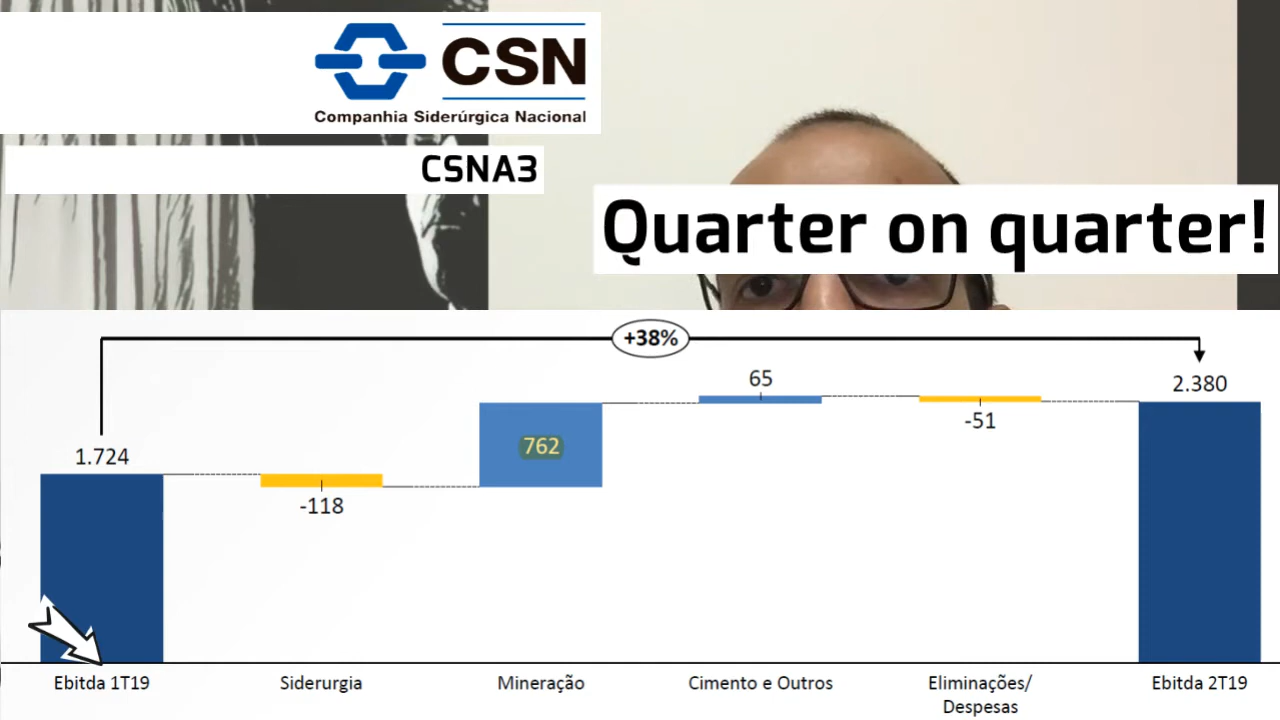 CSN
Companhia Siderúrgica Nacional
CSNA3
Quarter on quarter!
+38%
1.724
-118
762
65
-51
2.380
Ebitda 1T19
Siderurgia
Mineração
Cimento e Outros
Eliminações/
Despesas
Ebitda 2T19